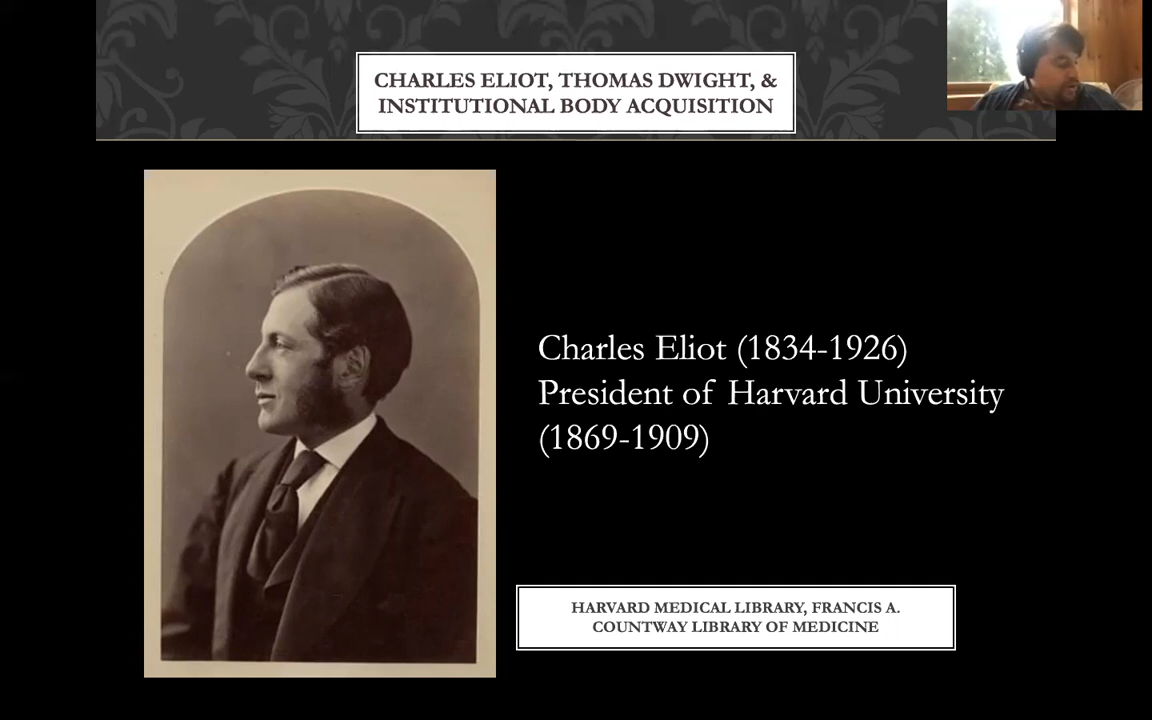 CHARLES ELIOT, THOMAS DWIGHT, &
INSTITUTIONAL BODY ACQUISITION
Charles Eliot (1834-1926)
President of Harvard University
(1869-1909)
HARVARD MEDICAL LIBRARY, FRANCIS A.
COUNTWAY LIBRARY OF MEDICINE